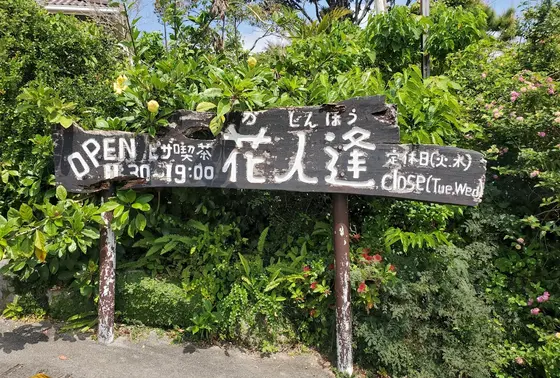 OPEN ピザ喫茶
:30-19:00
か じんほう
花人逢
定休日(火,水)
close(Tue,Wed)